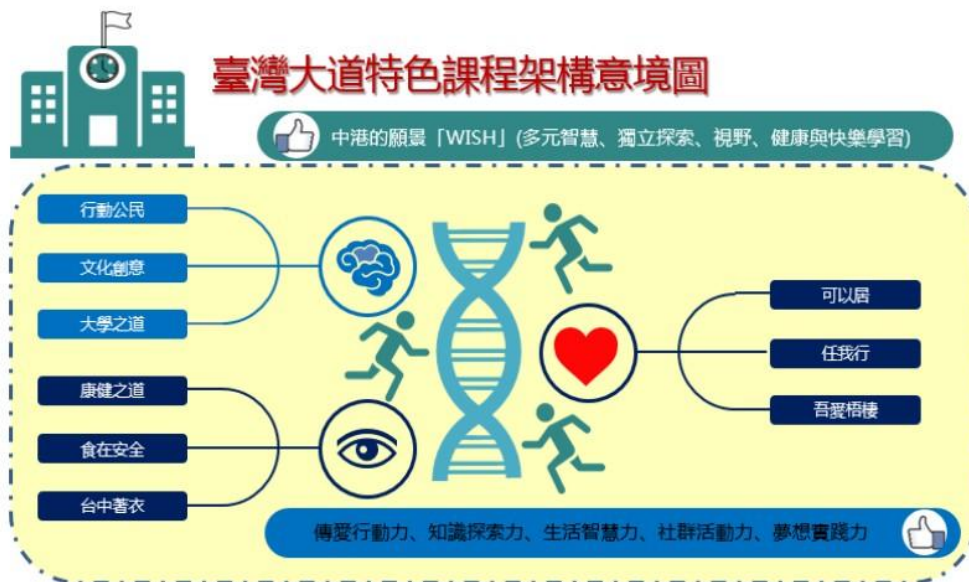 臺灣大道特色課程架構意境圖
中港的願景「WISH」(多元智慧、獨立探索、視野、健康與快樂學習)
行動公民
文化創意
大學之道
康健之道
食在安全
台中著衣
可以居
任我行
吾愛梧棲
傳愛行動力、知識探索力、生活智慧力、社群活動力、夢想實踐力